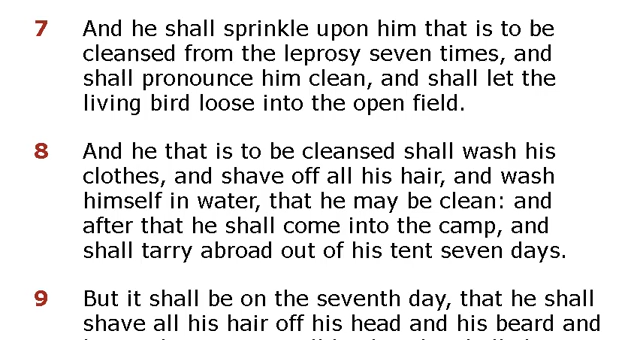 7 And he shall sprinkle upon him that is to be
cleansed from the leprosy seven times, and
shall pronounce him clean, and shall let the
living bird loose into the open field.
8 And he that is to be cleansed shall wash his
clothes, and shave off all his hair, and wash
himself in water, that he may be clean: and
after that he shall come into the camp, and
shall tarry abroad out of his tent seven days.
9 But it shall be on the seventh day, that he shall
shave all his hair off his head and his beard and